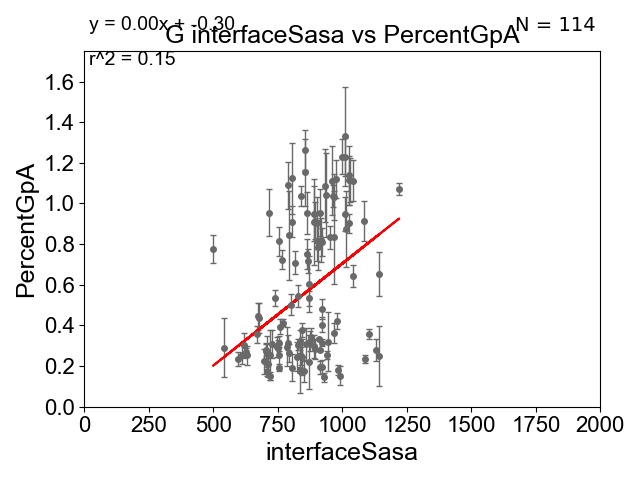 y = 0.00x + -0.30
N = 114
G interfaceSasa vs PercentGpA
r^2 = 0.15
PercentGpA
1.6
1.4
1.2
1.0
0.8
0.6
0.4
0.2
0.0
0 250 500 750 1000 1250 1500 1750 2000
interfaceSasa